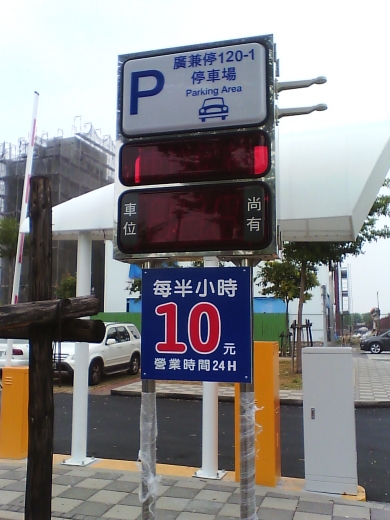 P
廣兼停120-1
停車場
Parking Area
車位
尚有
每半小時
10元
營業時間24H